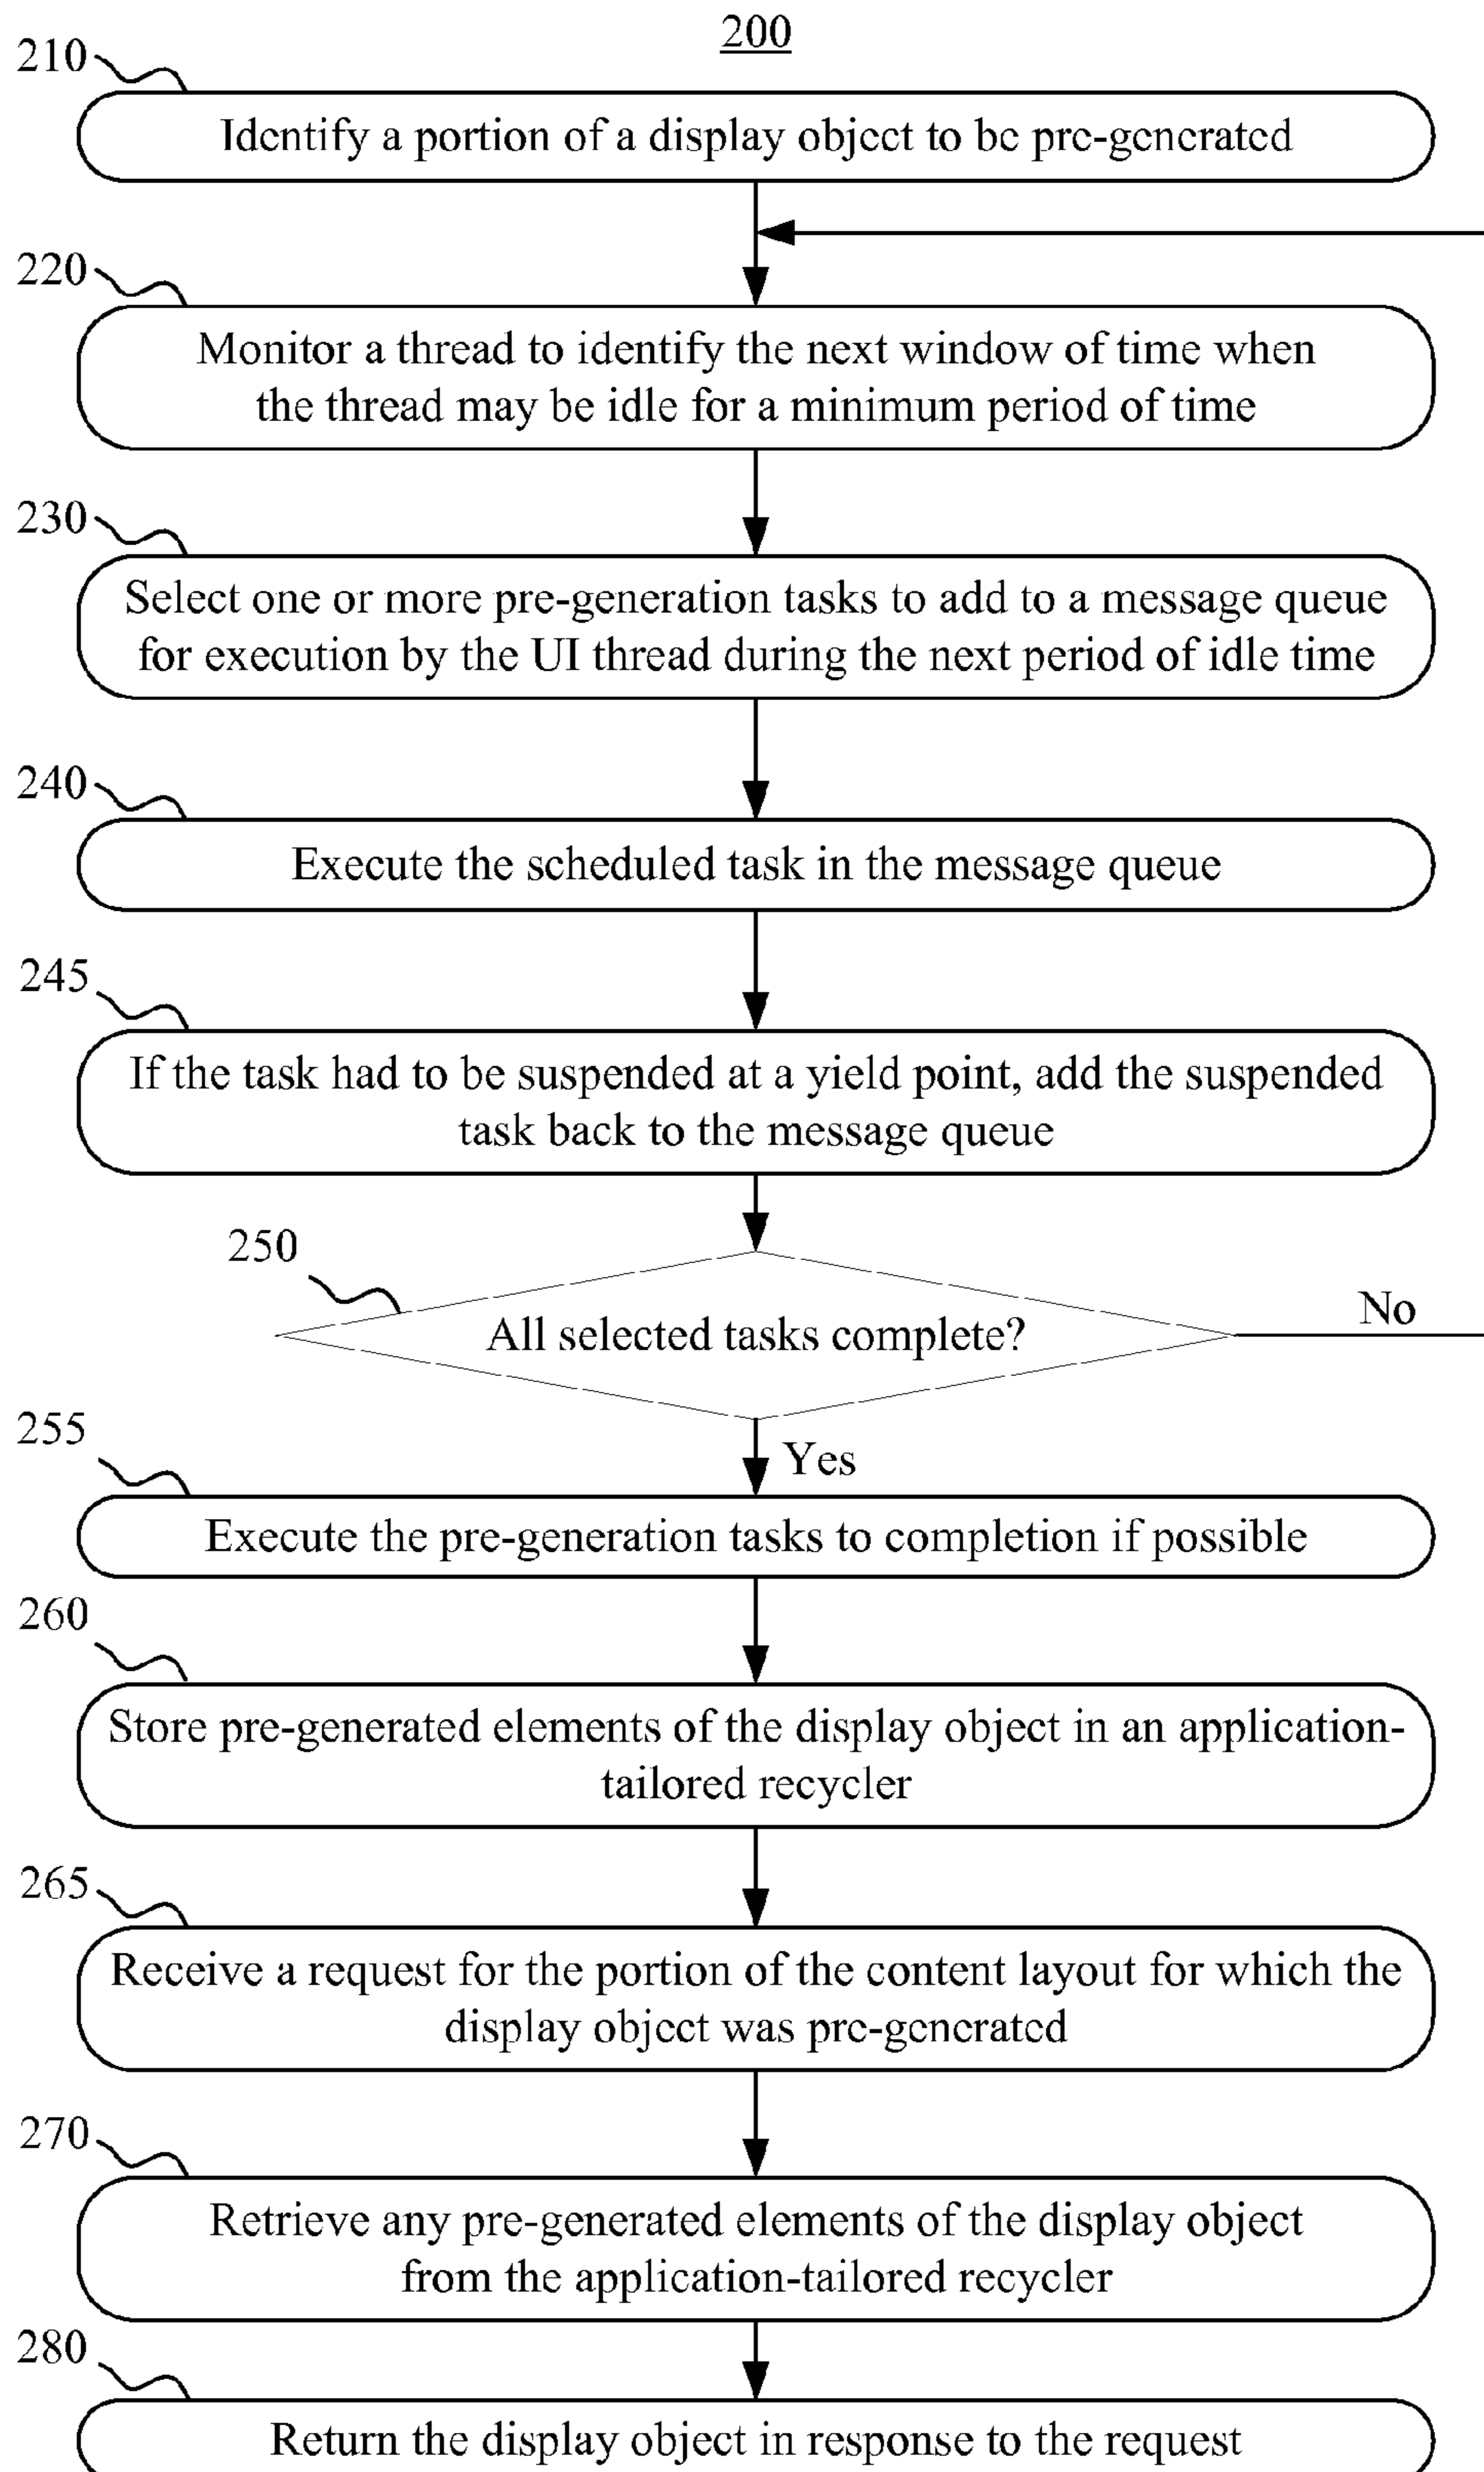 200
210
Identify a portion of a display object to be pre-generated
220
Monitor a thread to identify the next window of time when
the thread may be idle for a minimum period of time
230
Select one or more pre-generation tasks to add to a message queue
for execution by the UI thread during the next period of idle time
240
Execute the scheduled task in the message queue
245
If the task had to be suspended at a yield point, add the suspended
task back to the message queue
250
All selected tasks complete?
No
Yes
255
Execute the pre-generation tasks to completion if possible
260
Store pre-generated elements of the display object in an application-
tailored recycler
265
Receive a request for the portion of the content layout for which the
display object was pre-generated
270
Retrieve any pre-generated elements of the display object
from the application-tailored recycler
280
Return the display object in response to the request